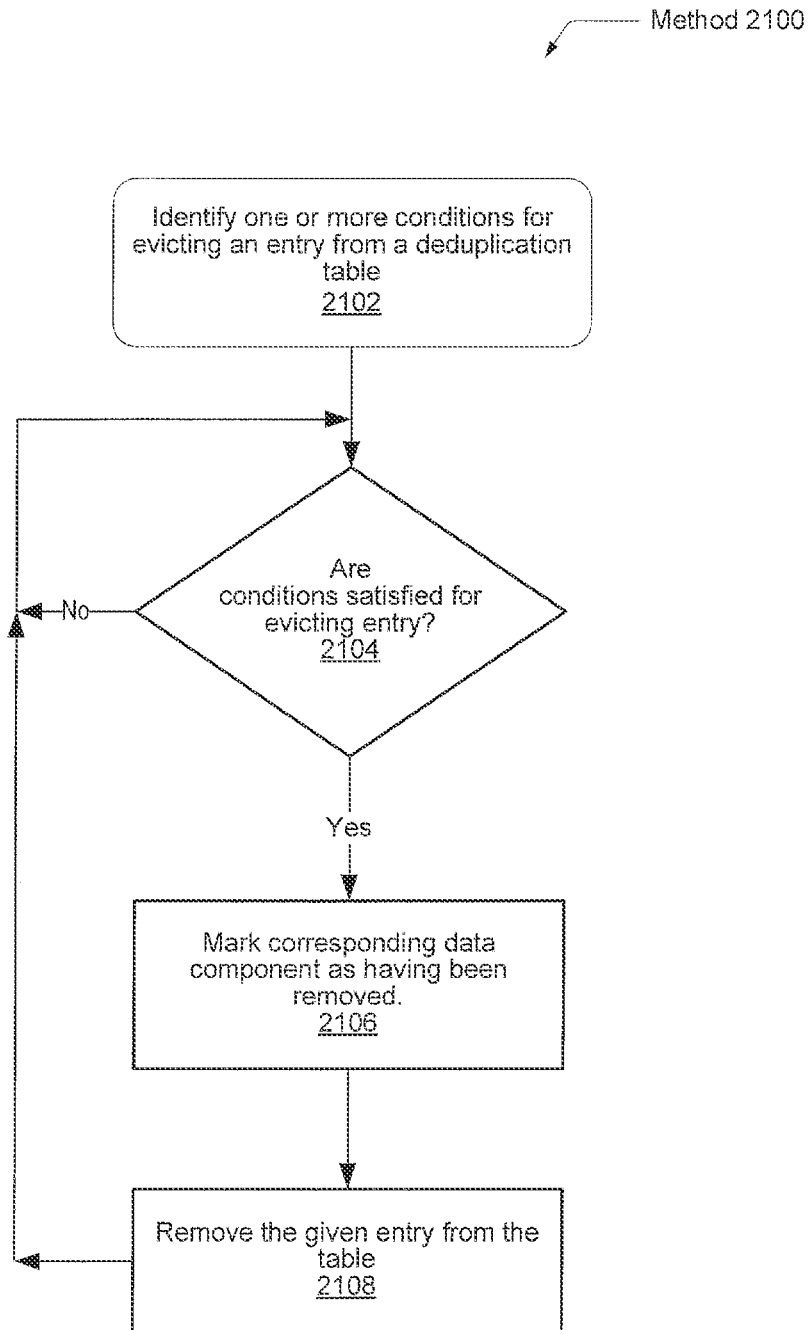 Method 2100
Identify one or more conditions for
evicting an entry from a deduplication
table
2102
Are
conditions satisfied for
evicting entry?
2104
No
Yes
Mark corresponding data
component as having been
removed.
2106
Remove the given entry from the
table
2108